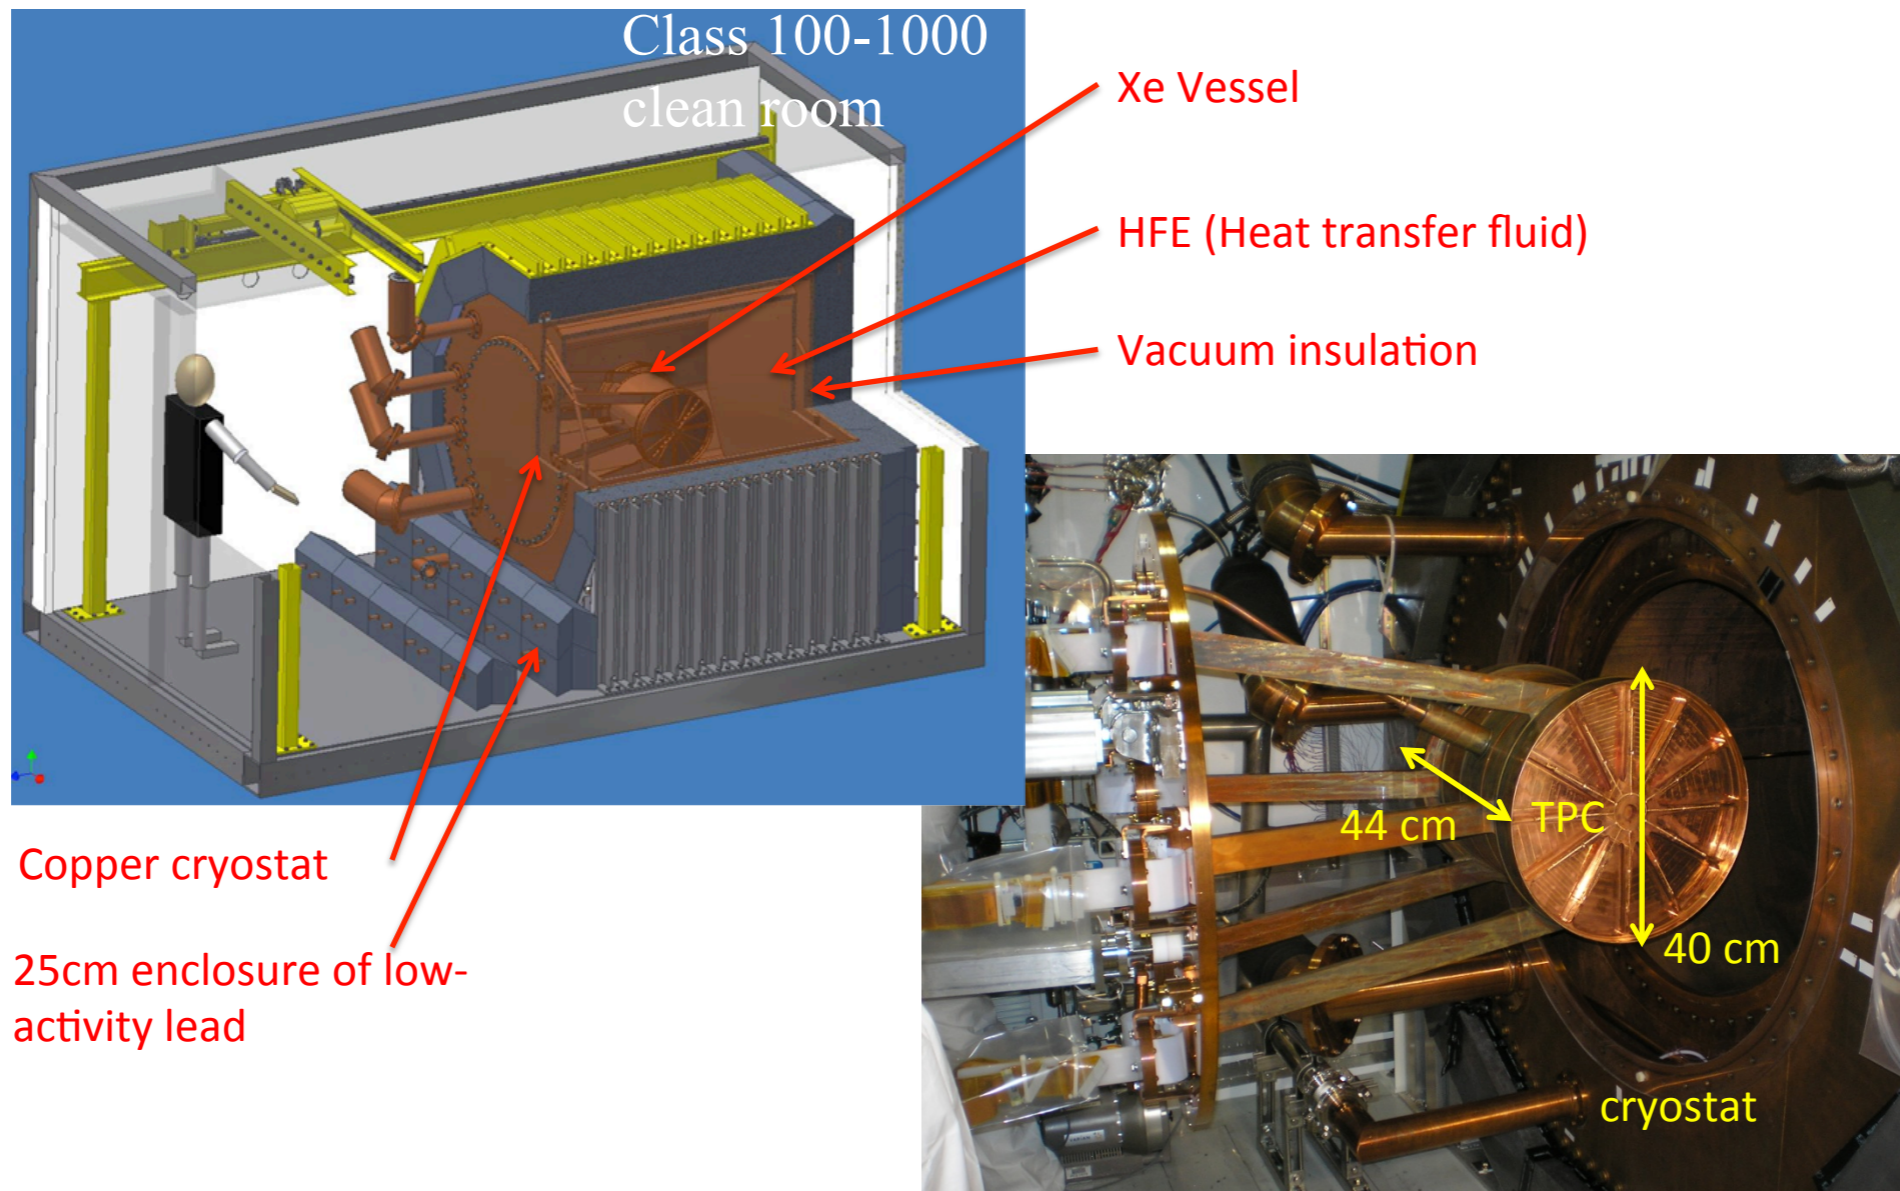 Class 100-1000
clean room
Xe Vessel
HFE (Heat transfer fluid)
Vacuum insulation
Copper cryostat
25cm enclosure of low-
activity lead
TPC
44 cm
40 cm
cryostat